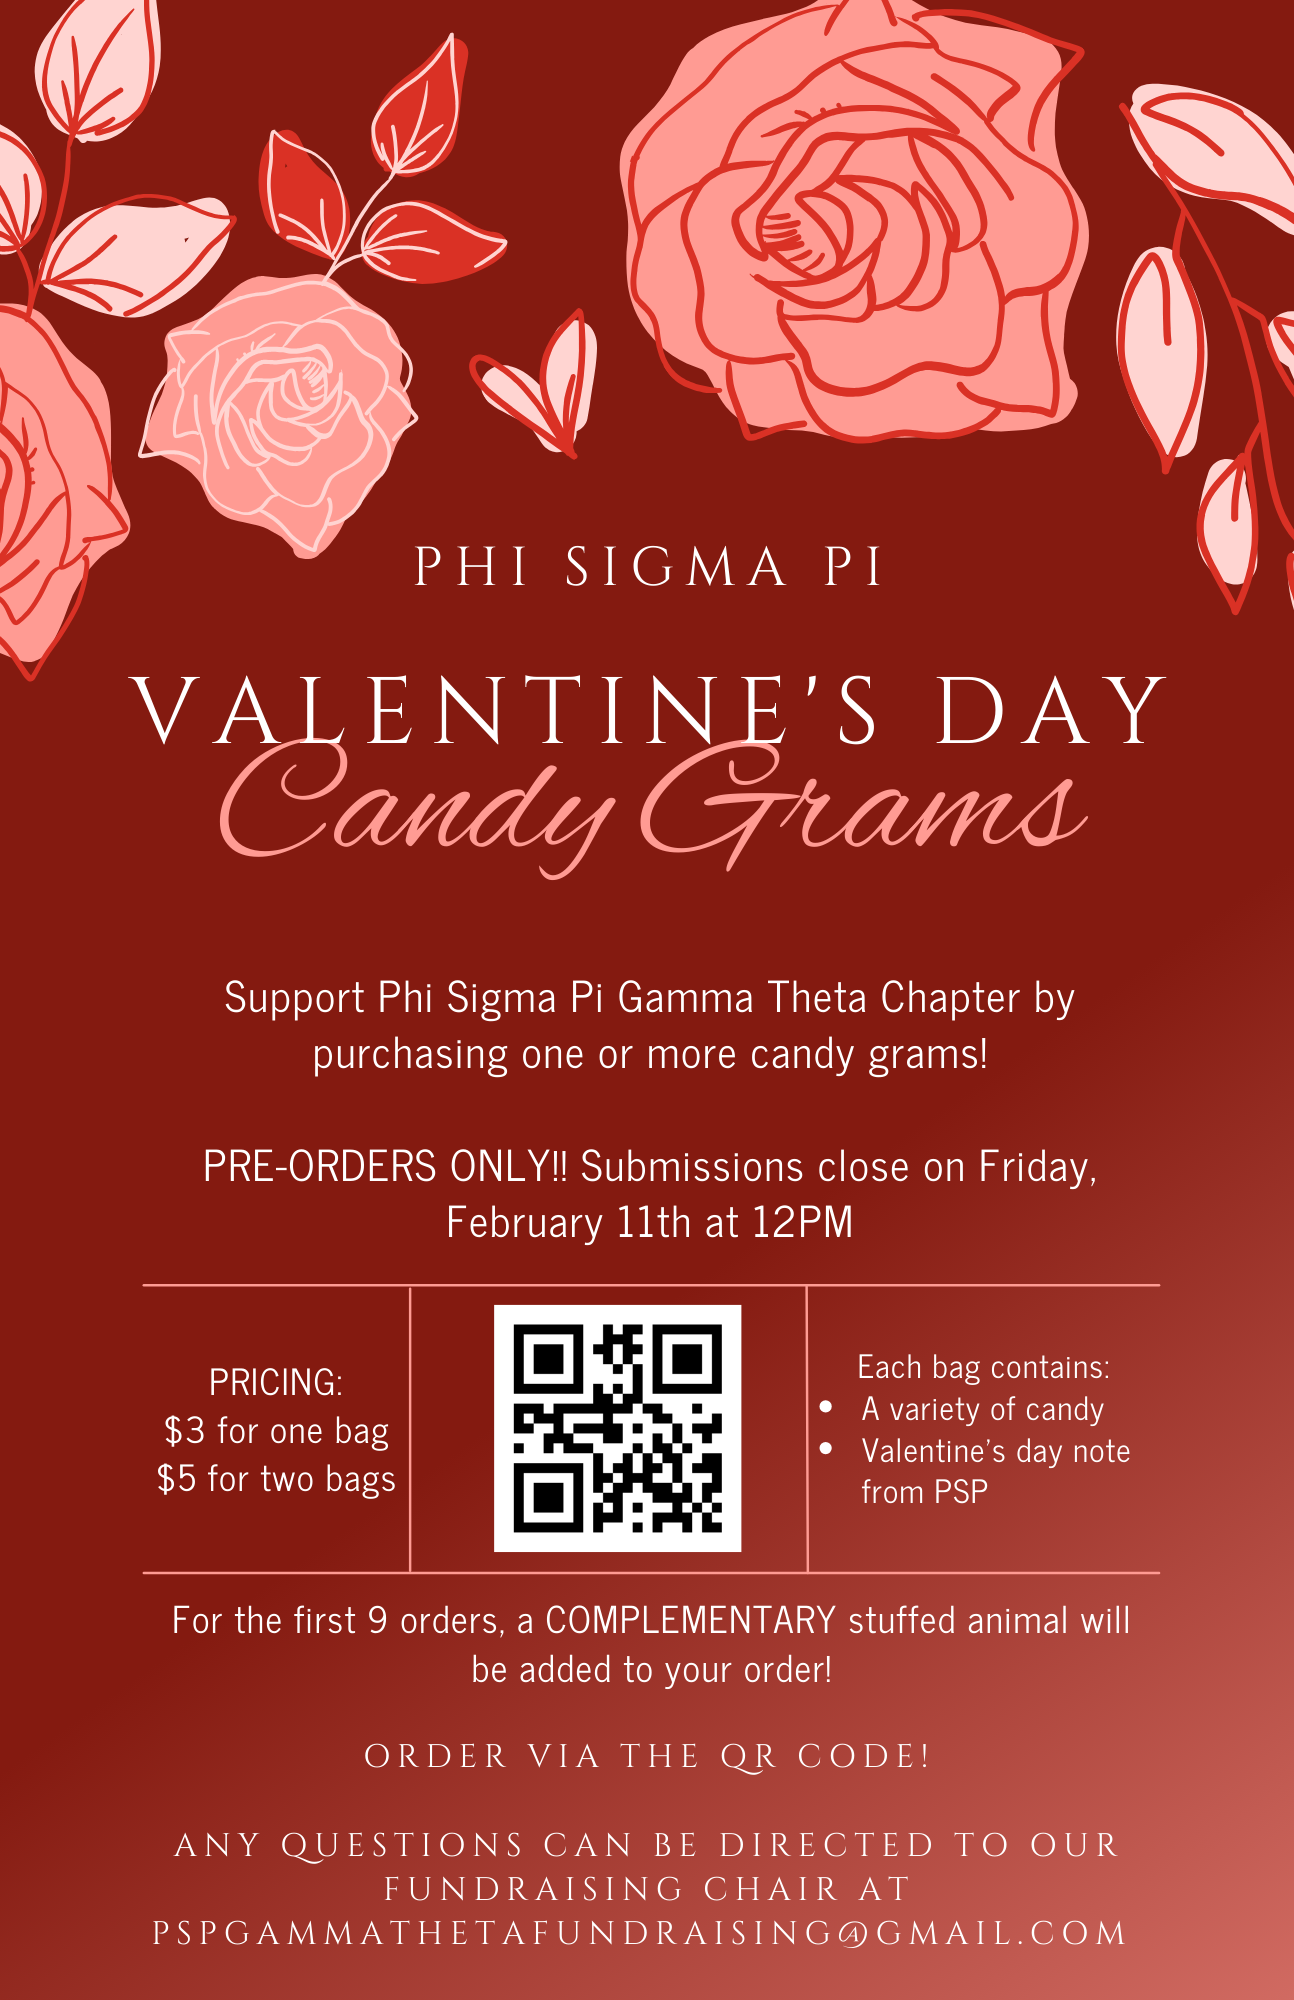 PHI SIGMA PI
VALENTINE'S DAY
Candy Grams
Support Phi Sigma Pi Gamma Theta Chapter by
purchasing one or more candy grams!
PRE-ORDERS ONLY!! Submissions close on Friday,
February 11th at 12PM
PRICING:
$3 for one bag
$5 for two bags
Each bag contains:
• A variety of candy
• Valentine's day note
from PSP
For the first 9 orders, a COMPLEMENTARY stuffed animal will
be added to your order!
ORDER VIA THE QR CODE!
ANY QUESTIONS CAN BE DIRECTED TO OUR
FUNDRAISING CHAIR AT
PSPGAMMATHETAFUNDRAISING@GMAIL.COM